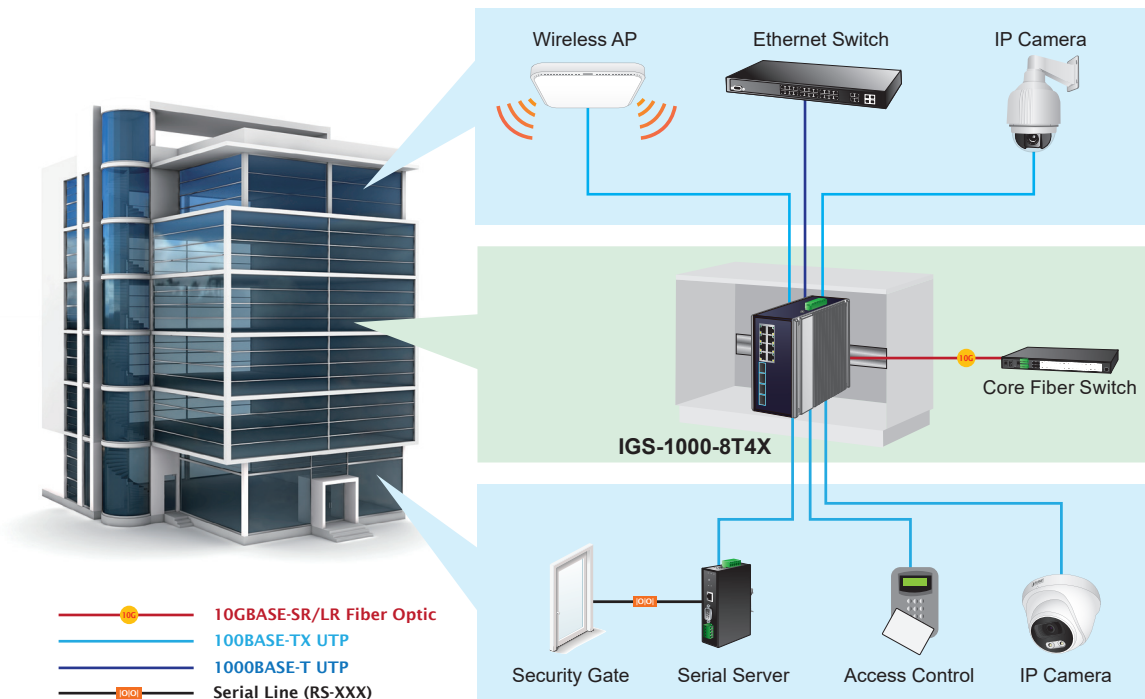 Wireless AP
Ethernet Switch
IP Camera
10G
Core Fiber Switch
IGS-1000-8T4X
Security Gate
|O|O|
Serial Server
Access Control
IP Camera
10G
10GBASE-SR/LR Fiber Optic
100BASE-TX UTP
1000BASE-T UTP
|O|O|
Serial Line (RS-XXX)